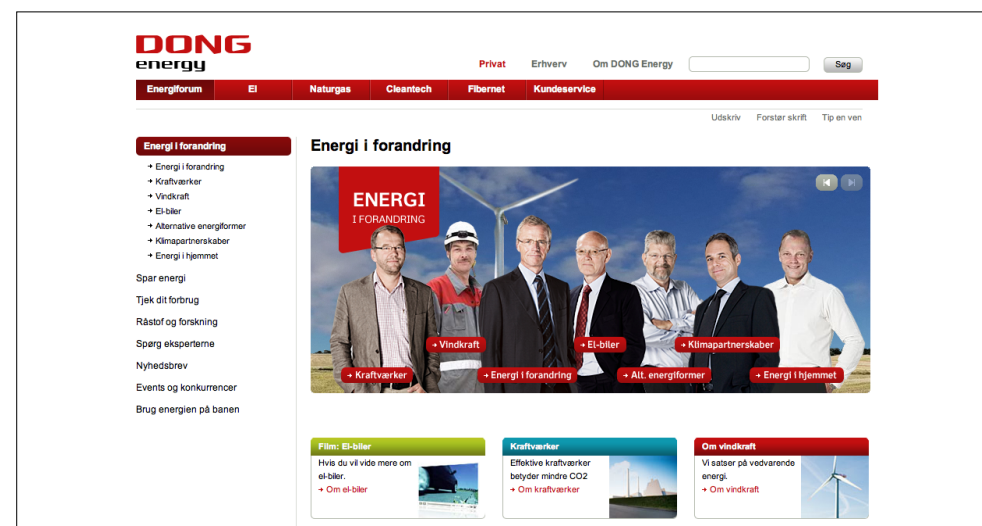 DONG
energy
Privat Erhverv Om DONG Energy Søg
Energiforum El Naturgas Cleantech Fibernet Kundeservice
Udskriv Forstør skrift Tip en ven
Energi i forandring
Energi i forandring
Kraftværker
Vindkraft
El-biler
Alternative energiformer
Klimapartnerskaber
Energi i hjemmet
Spar energi
Tjek dit forbrug
Råstof og forskning
Spørg eksperterne
Nyhedsbrev
Events og konkurrencer
Brug energien på banen
Energi i forandring
ENERGI
I FORANDRING
Vindkraft El-biler Klimapartnerskaber
Kraftværker Energi i forandring Alt. energiformer Energi i hjemmet
Film: El-biler
Hvis du vil vide mere om
el-biler.
Om el-biler
Kraftværker
Effektive kraftværker
betyder mindre CO2
Om kraftværker
Om vindkraft
Vi satser på vedvarende
energi.
Om vindkraft